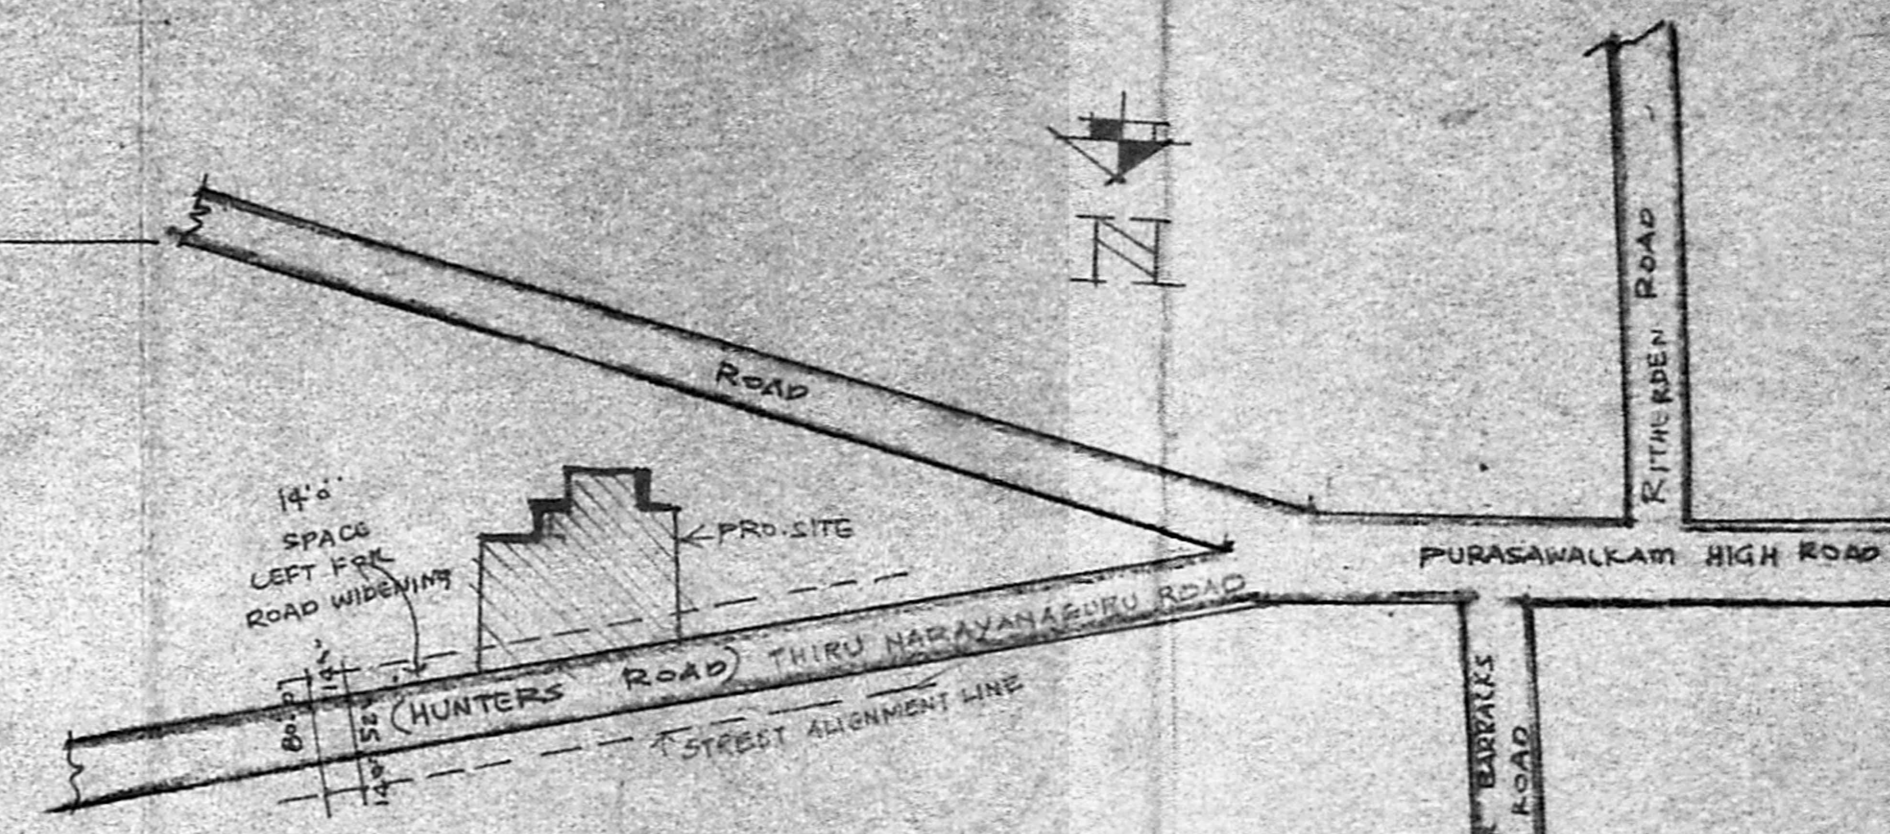 N
RITHERDEN ROAD
ROAD
14'0"
SPACE
LEFT FOR
ROAD WIDENING
PRO.SITE
PURASAWALKAM HIGH ROAD
(HUNTERS ROAD) THIRU NARAYANAGURU ROAD
STREET ALIGNMENT LINE
80'
14'
52'
14'0"
BARRACKS
ROAD